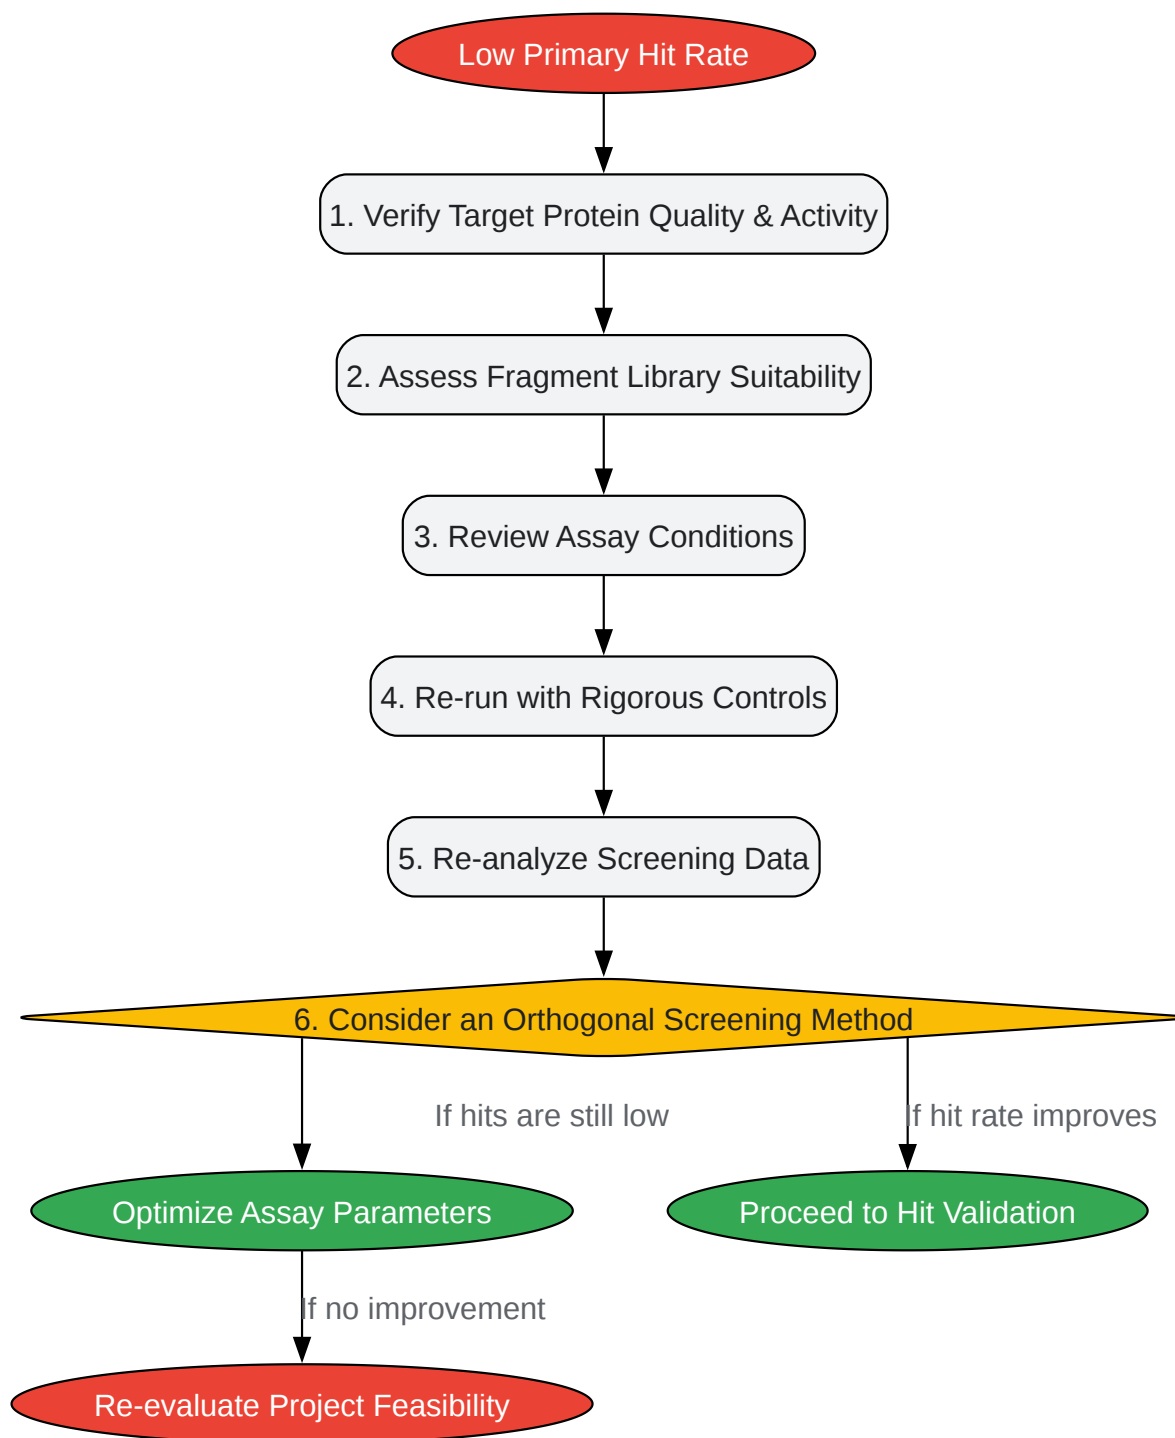 Low Primary Hit Rate
1. Verify Target Protein Quality & Activity
2. Assess Fragment Library Suitability
3. Review Assay Conditions
4. Re-run with Rigorous Controls
5. Re-analyze Screening Data
6. Consider an Orthogonal Screening Method
If hits are still low
If hit rate improves
Optimize Assay Parameters
Proceed to Hit Validation
If no improvement
Re-evaluate Project Feasibility